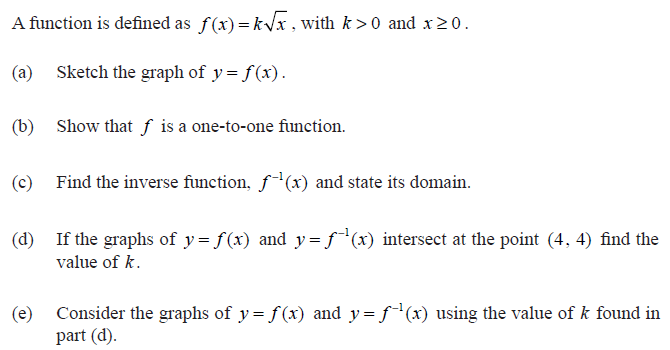 A function is defined as f(x) = k√x , with k > 0 and x ≥ 0 .
(a) Sketch the graph of y = f(x) .
(b) Show that f is a one-to-one function.
(c) Find the inverse function, f⁻¹(x) and state its domain.
(d) If the graphs of y = f(x) and y = f⁻¹(x) intersect at the point (4, 4) find the
value of k .
(e) Consider the graphs of y = f(x) and y = f⁻¹(x) using the value of k found in
part (d).